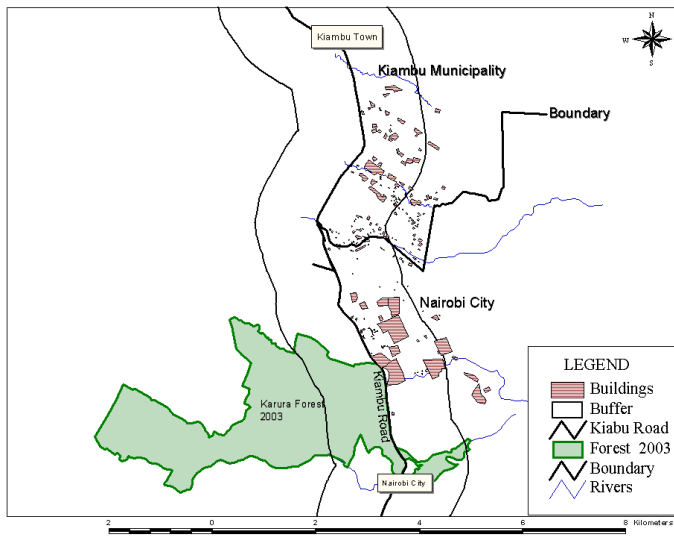 Kiambu Town
N
W
E
S
Kiambu Municipality
Boundary
Nairobi City
Karura Forest
2003
Kiambu Road
Nairobi City
LEGEND
Buildings
Buffer
Kiabu Road
Forest 2003
Boundary
Rivers
2 0 2 4 6 8 Kilometers